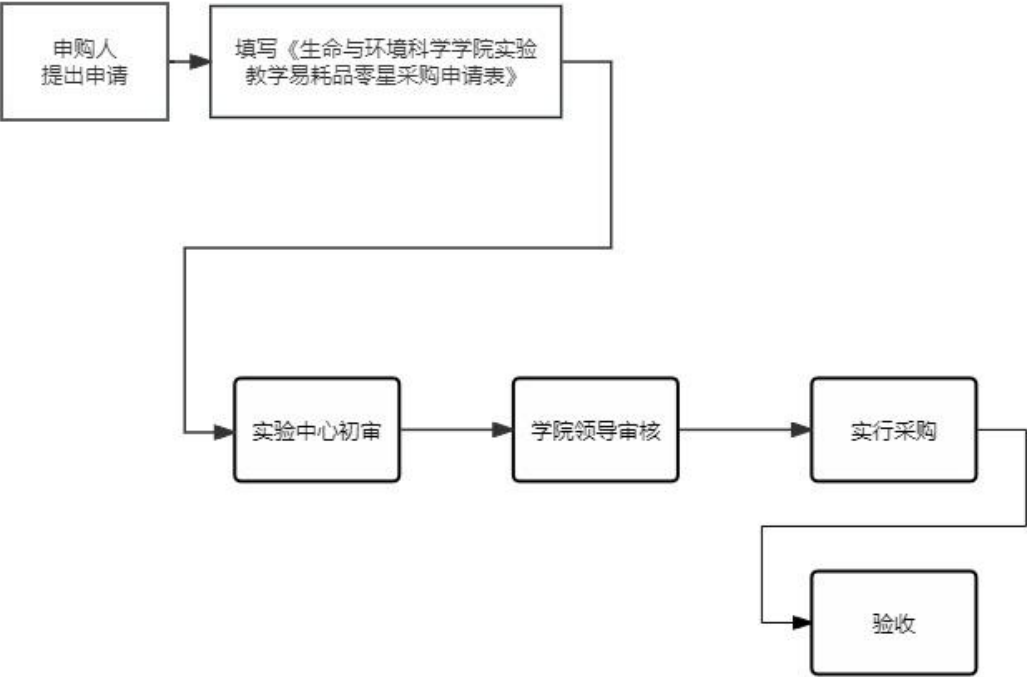 申购人
提出申请
填写《生命与环境科学学院实验
教学易耗品零星采购申请表》
实验中心初审
学院领导审核
实行采购
验收